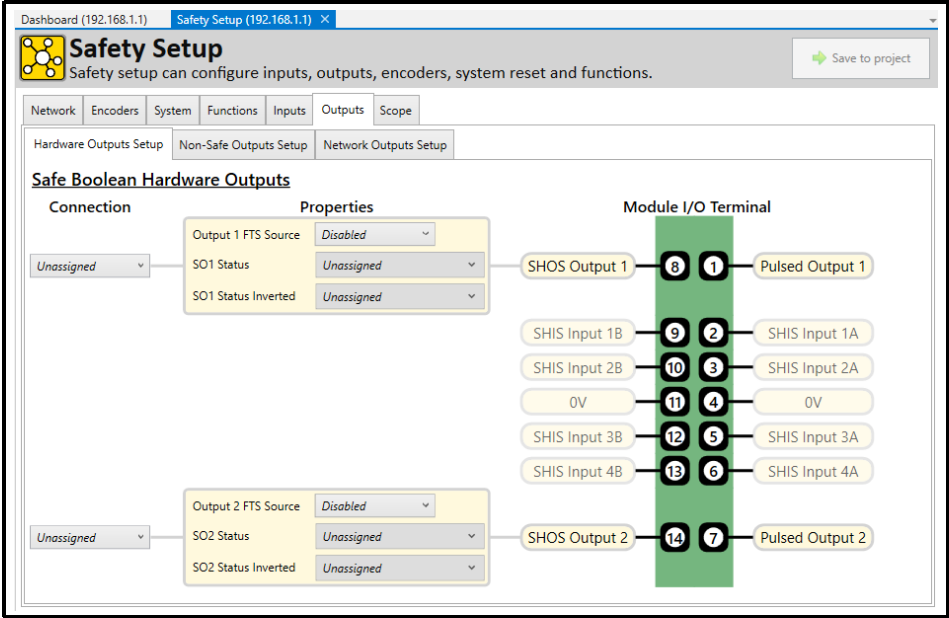 Dashboard (192.168.1.1) Safety Setup (192.168.1.1) ×
Safety Setup
Safety setup can configure inputs, outputs, encoders, system reset and functions.
Save to project
Network Encoders System Functions Inputs Outputs Scope
Hardware Outputs Setup Non-Safe Outputs Setup Network Outputs Setup
Safe Boolean Hardware Outputs
Connection Properties Module I/O Terminal
Output 1 FTS Source Disabled
Unassigned SO1 Status Unassigned SHOS Output 1 8 1 Pulsed Output 1
SO1 Status Inverted Unassigned
SHIS Input 1B 9 2 SHIS Input 1A
SHIS Input 2B 10 3 SHIS Input 2A
0V 11 4 0V
SHIS Input 3B 12 5 SHIS Input 3A
SHIS Input 4B 13 6 SHIS Input 4A
Output 2 FTS Source Disabled
Unassigned SO2 Status Unassigned SHOS Output 2 14 7 Pulsed Output 2
SO2 Status Inverted Unassigned